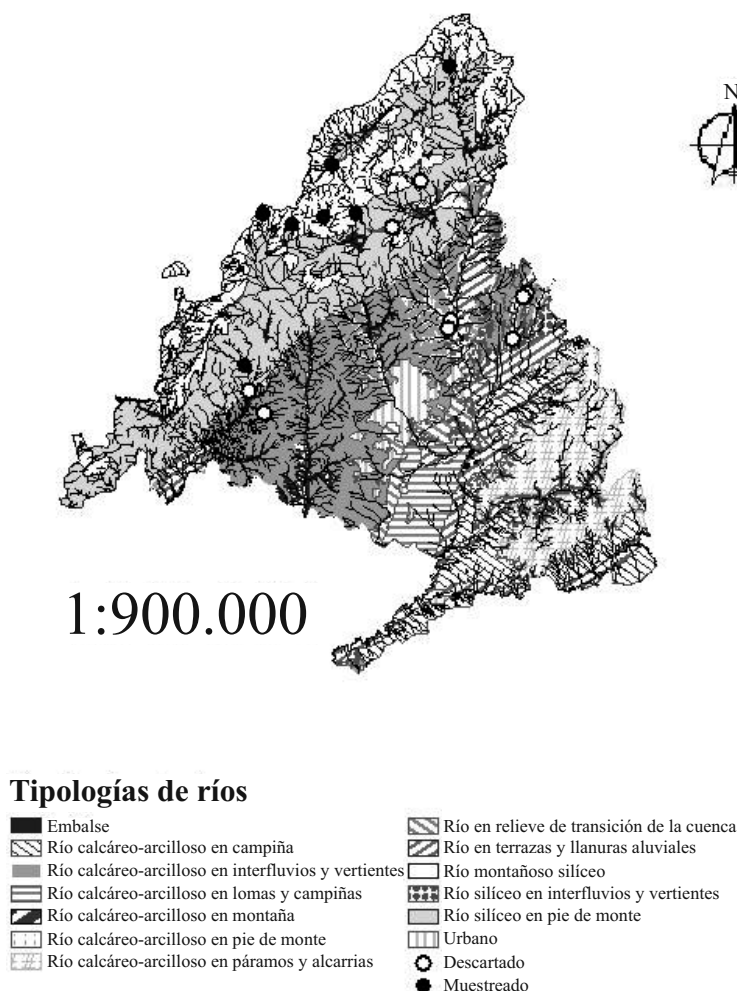 N
1:900.000
Tipologías de ríos
Embalse
Río calcáreo-arcilloso en campiña
Río calcáreo-arcilloso en interfluvios y vertientes
Río calcáreo-arcilloso en lomas y campiñas
Río calcáreo-arcilloso en montaña
Río calcáreo-arcilloso en pie de monte
Río calcáreo-arcilloso en páramos y alcarrias
Río en relieve de transición de la cuenca
Río en terrazas y llanuras aluviales
Río montañoso silíceo
Río silíceo en interfluvios y vertientes
Río silíceo en pie de monte
Urbano
Descartado
Muestreado